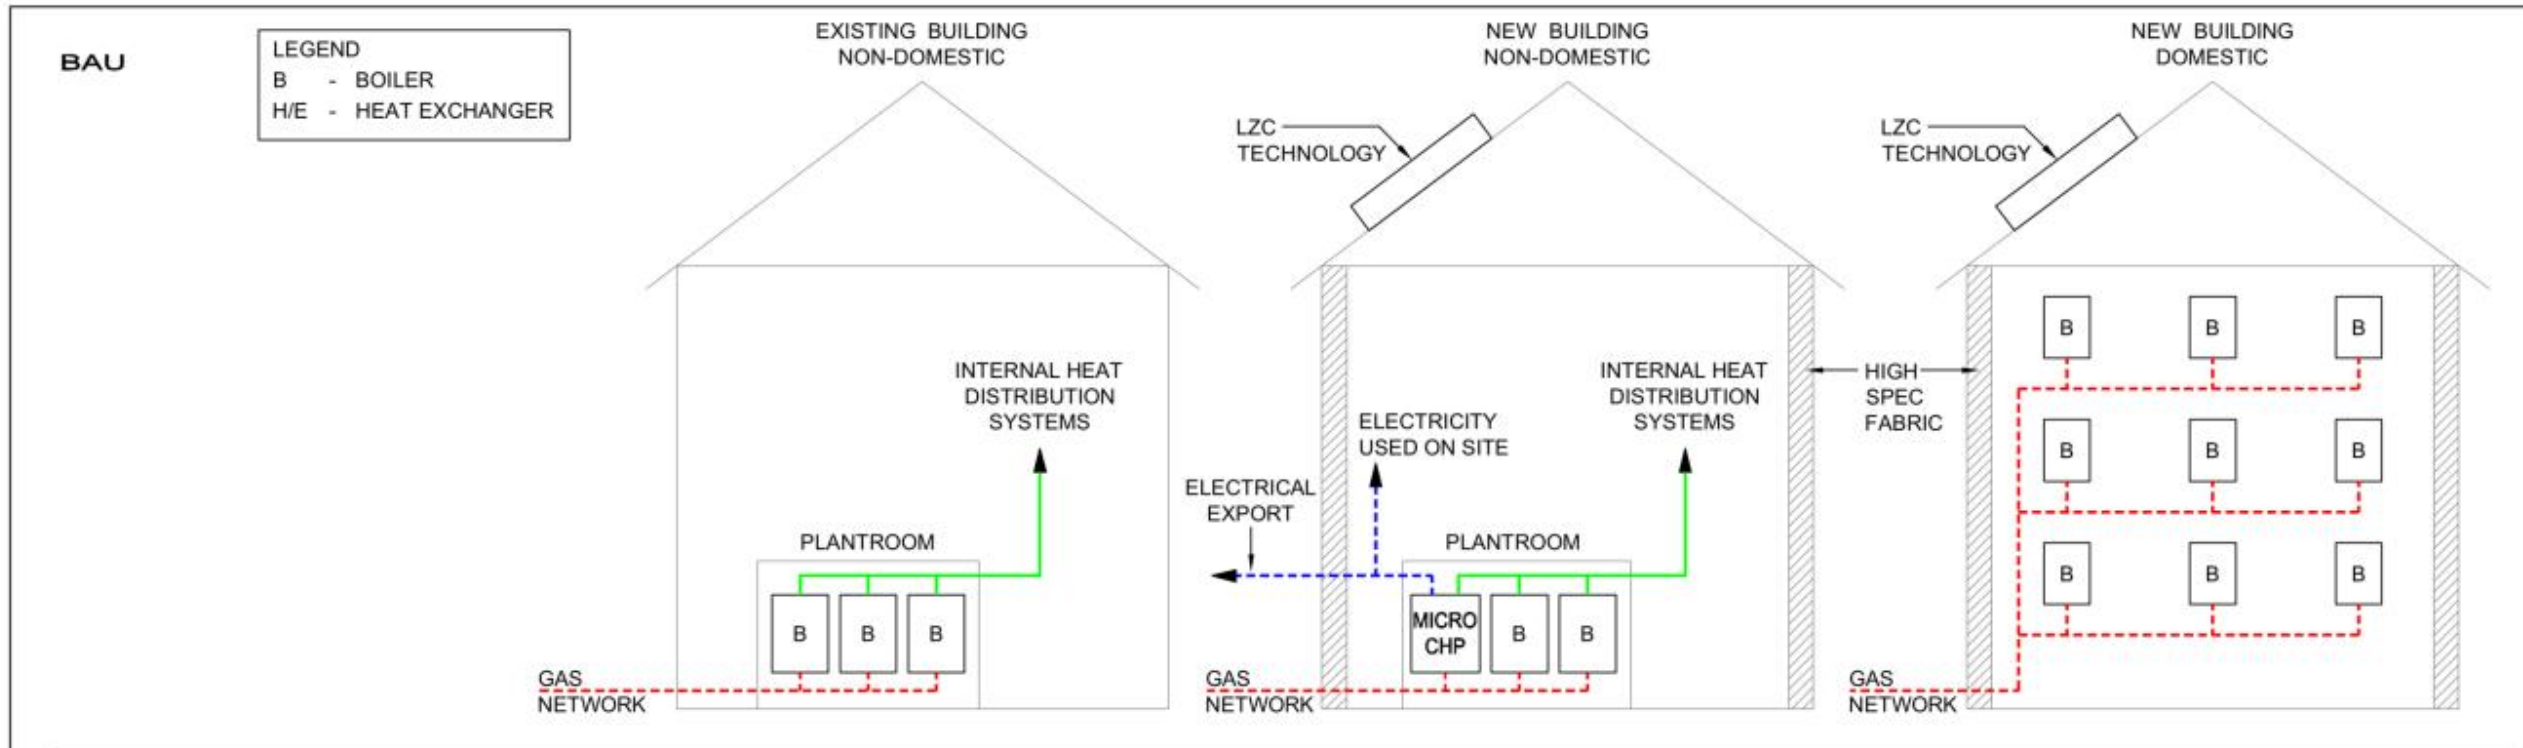 BAU
LEGEND
B - BOILER
H/E - HEAT EXCHANGER
EXISTING BUILDING
NON-DOMESTIC
INTERNAL HEAT
DISTRIBUTION
SYSTEMS
PLANTROOM
B
B
B
GAS
NETWORK
NEW BUILDING
NON-DOMESTIC
LZC
TECHNOLOGY
INTERNAL HEAT
DISTRIBUTION
SYSTEMS
ELECTRICITY
USED ON SITE
ELECTRICAL
EXPORT
PLANTROOM
MICRO
CHP
B
B
GAS
NETWORK
HIGH
SPEC
FABRIC
NEW BUILDING
DOMESTIC
LZC
TECHNOLOGY
B
B
B
B
B
B
B
B
B
GAS
NETWORK